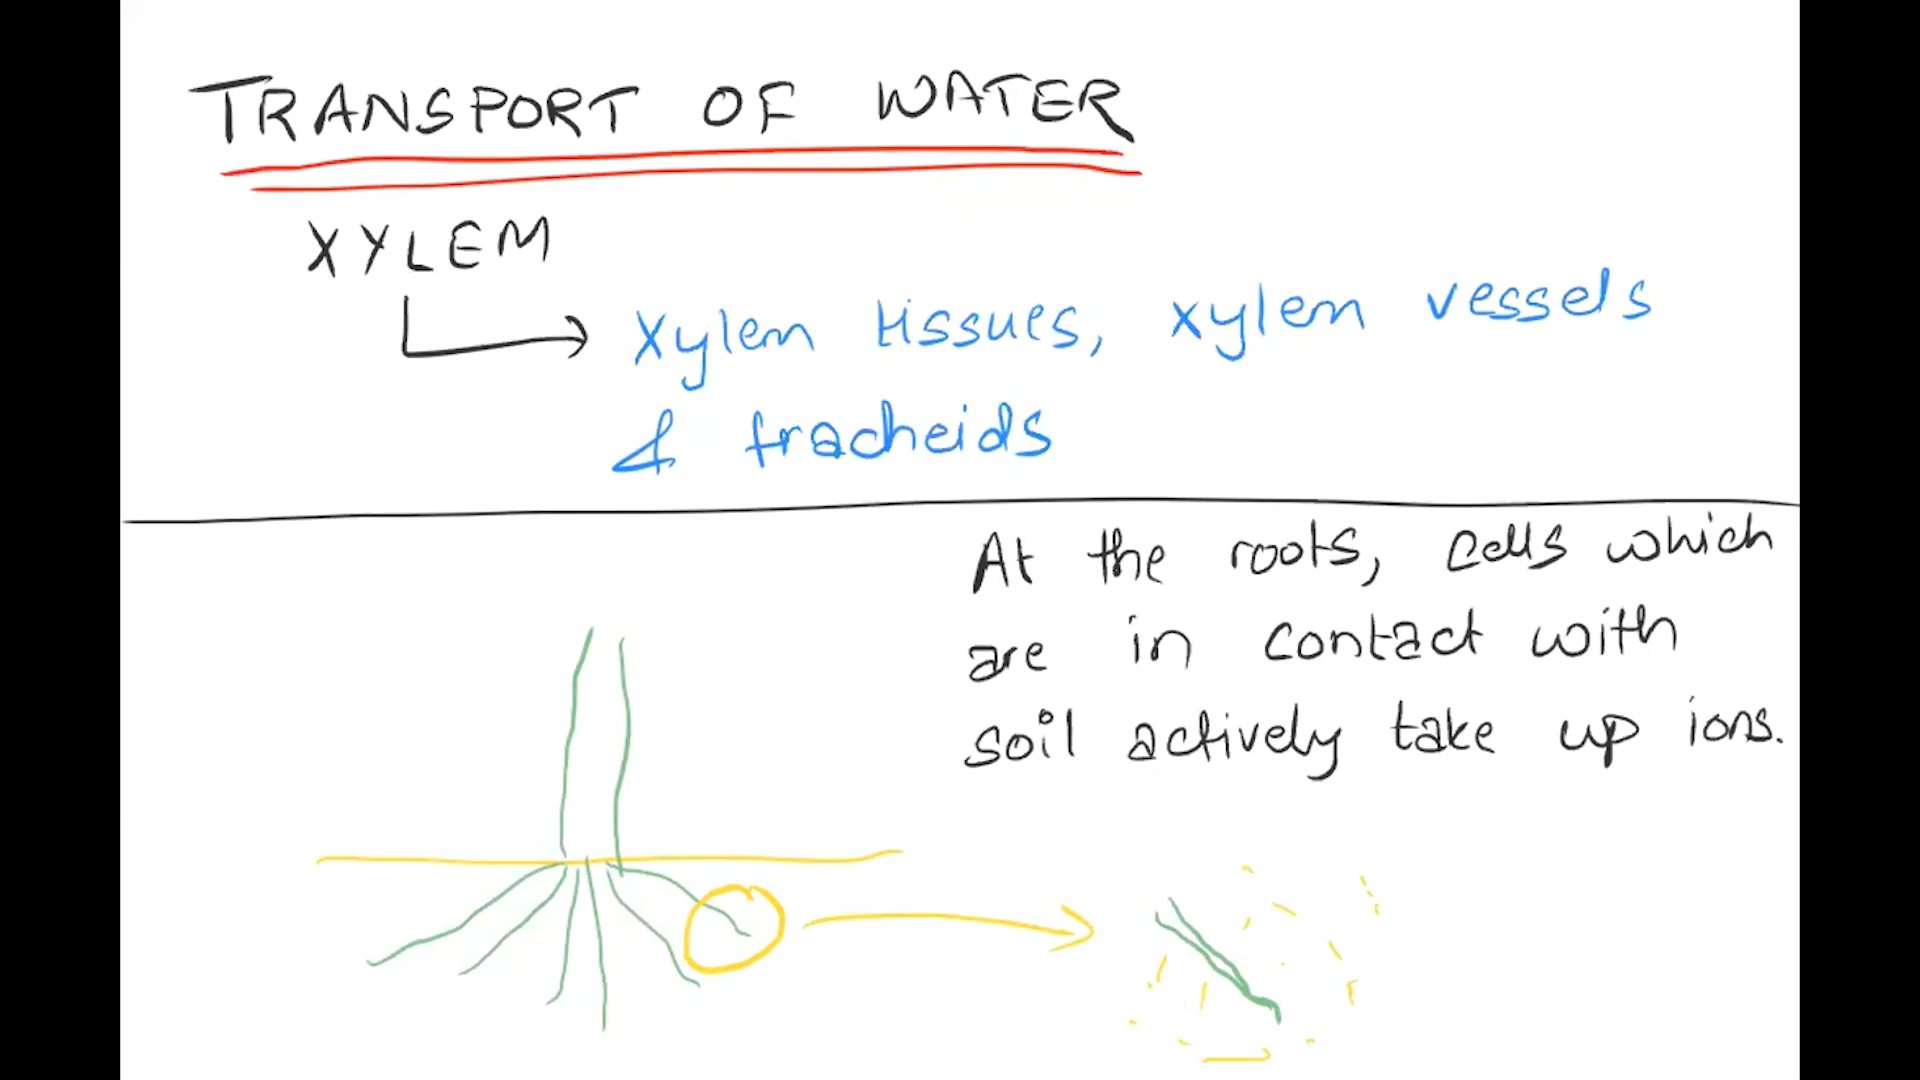 TRANSPORT OF WATER
XYLEM
Xylem tissues, xylem vessels
& tracheids
At the roots, cells which
are in contact with
soil actively take up ions.